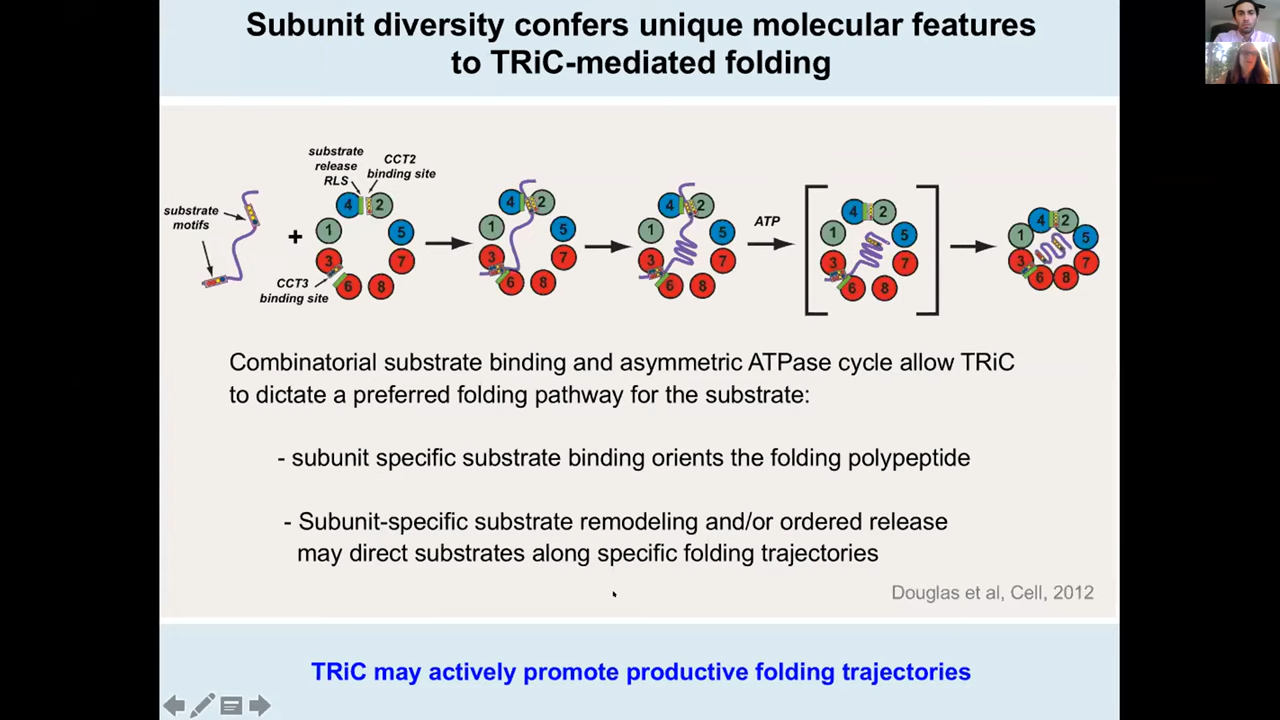 Subunit diversity confers unique molecular features
to TRiC-mediated folding
substrate
release
RLS
CCT2
binding site
substrate
motifs
+
4 2
1 5
3 7
6 8
CCT3
binding site
4 2
1 5
3 7
6 8
4 2
1 5
3 7
6 8
ATP
4 2
1 5
3 7
6 8
4 2
1 5
3 7
6 8
Combinatorial substrate binding and asymmetric ATPase cycle allow TRiC
to dictate a preferred folding pathway for the substrate:
- subunit specific substrate binding orients the folding polypeptide
- Subunit-specific substrate remodeling and/or ordered release
may direct substrates along specific folding trajectories
Douglas et al, Cell, 2012
TRiC may actively promote productive folding trajectories